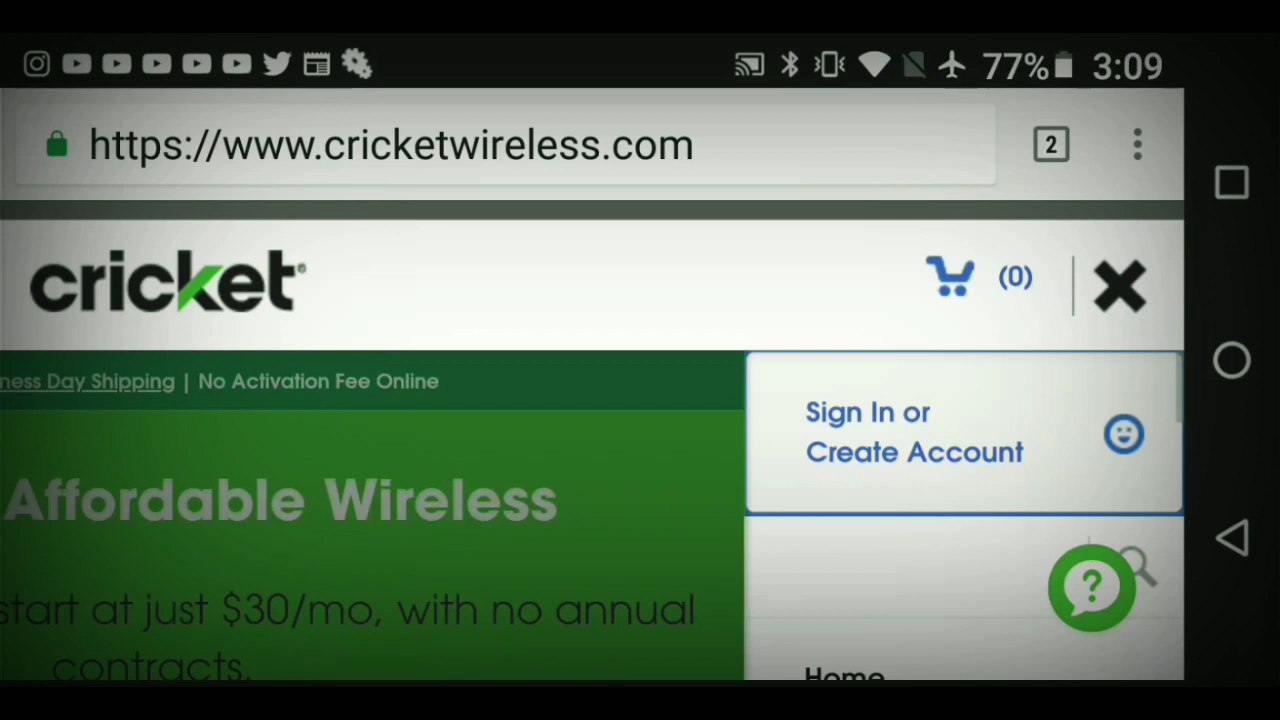 77% 3:09
https://www.cricketwireless.com
2
cricket
(0)
ness Day Shipping | No Activation Fee Online
Sign In or
Create Account
Affordable Wireless
start at just $30/mo, with no annual
contracts.
?
Home